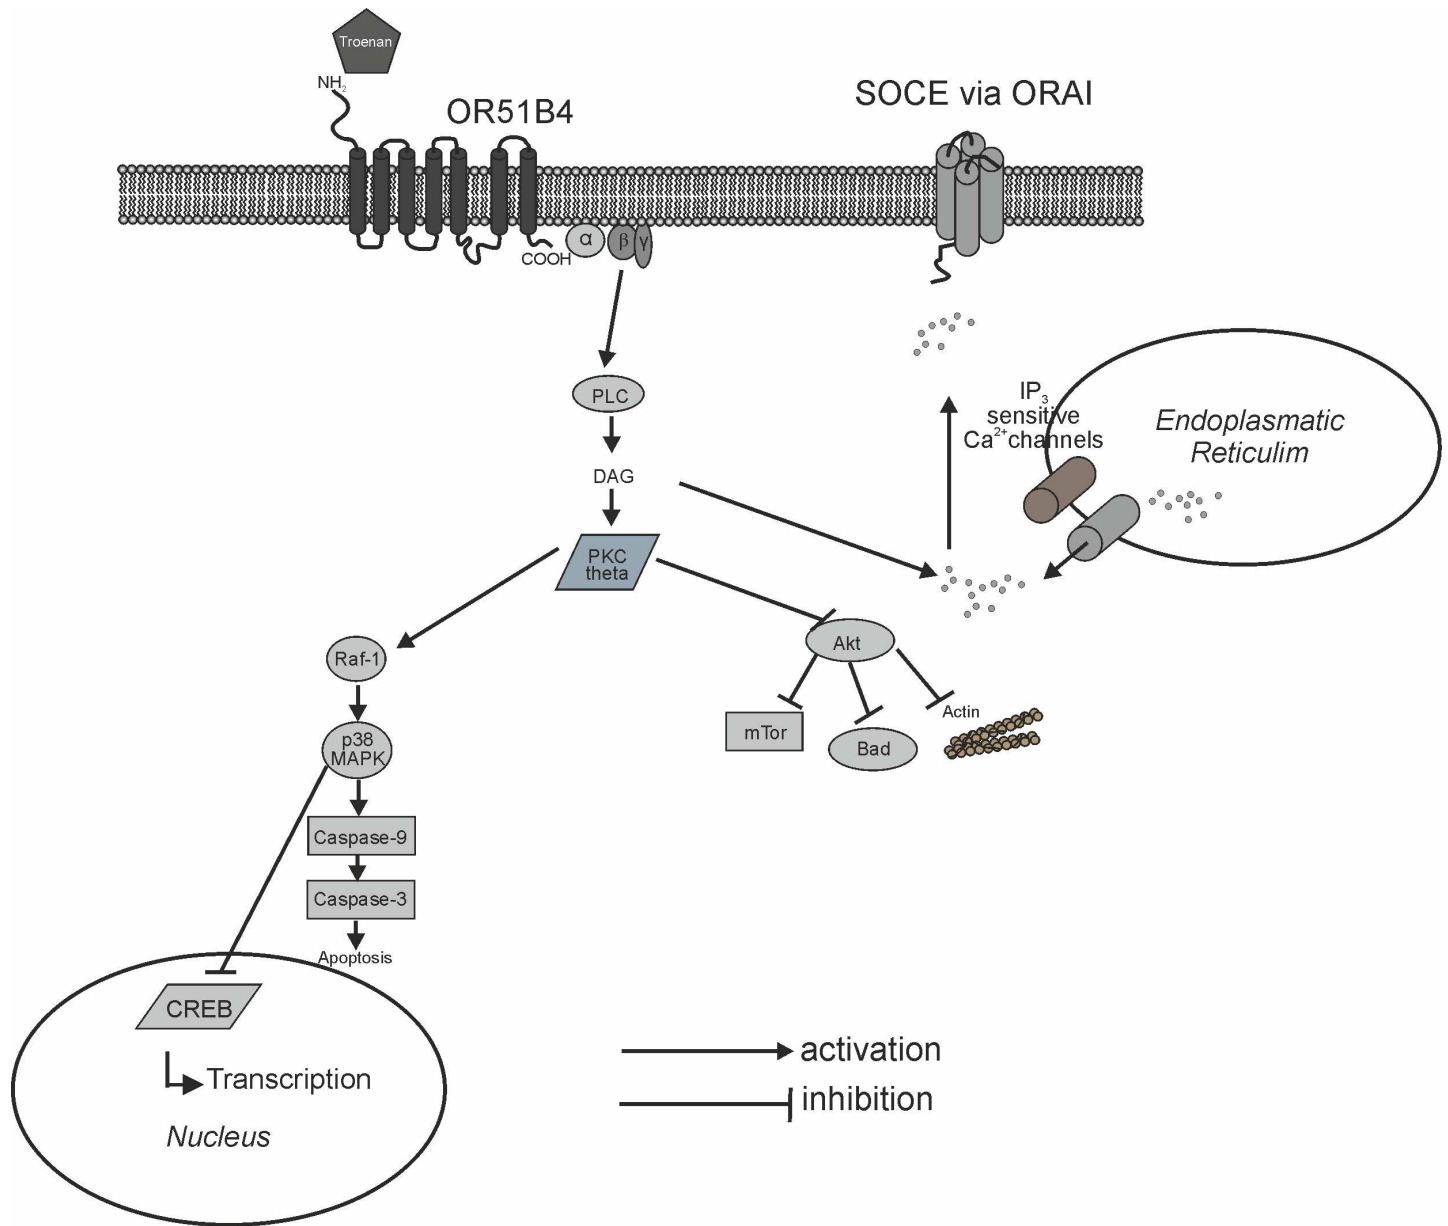 Troenan
NH2
OR51B4
SOCE via ORAI
COOH
α
β
γ
PLC
DAG
PKC
theta
IP3
sensitive
Ca2+channels
Endoplasmatic
Reticulim
Raf-1
p38
MAPK
Caspase-9
Caspase-3
Apoptosis
Akt
mTor
Bad
Actin
CREB
Transcription
Nucleus
activation
inhibition